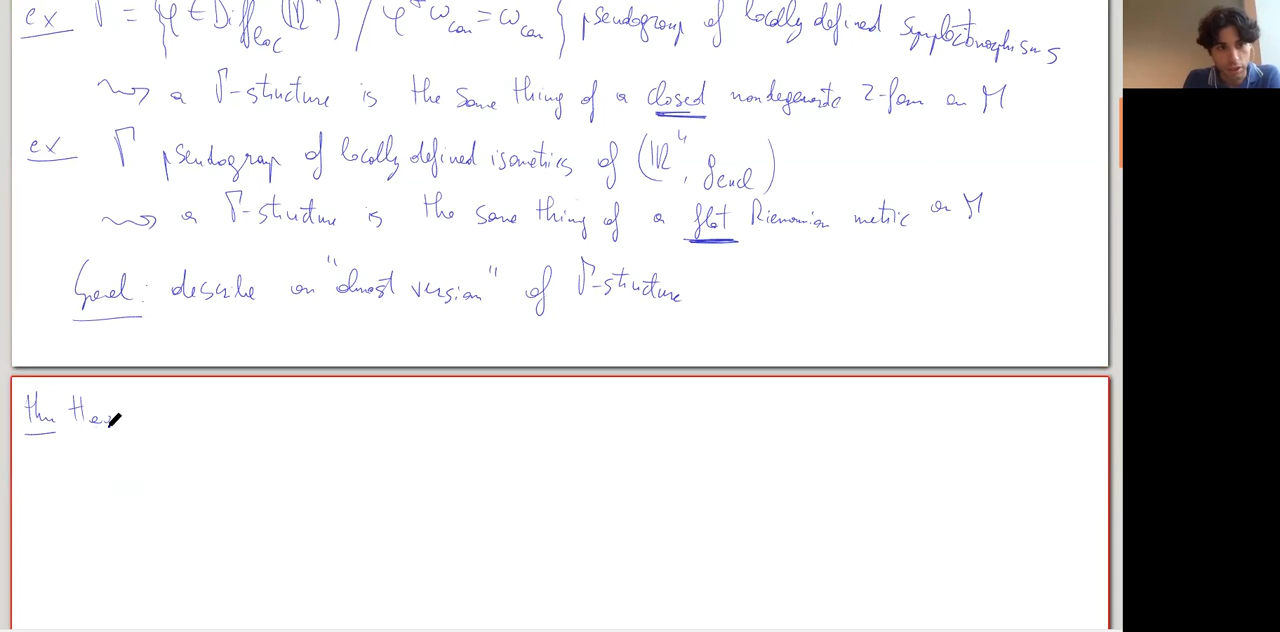 ex Γ = { φ ∈ Diff_loc (ℝ^n) / φ^* ω_can = ω_can } pseudogroup of locally defined symplectomorphisms
⇝ a Γ-structure is the same thing of a closed nondegenerate 2-form on M
ex Γ pseudogroup of locally defined isometries of (ℝ^n, g_eucl)
⇝ a Γ-structure is the same thing of a flat Riemannian metric on M
Goal: describe an "almost version" of Γ-structure
thm Hae